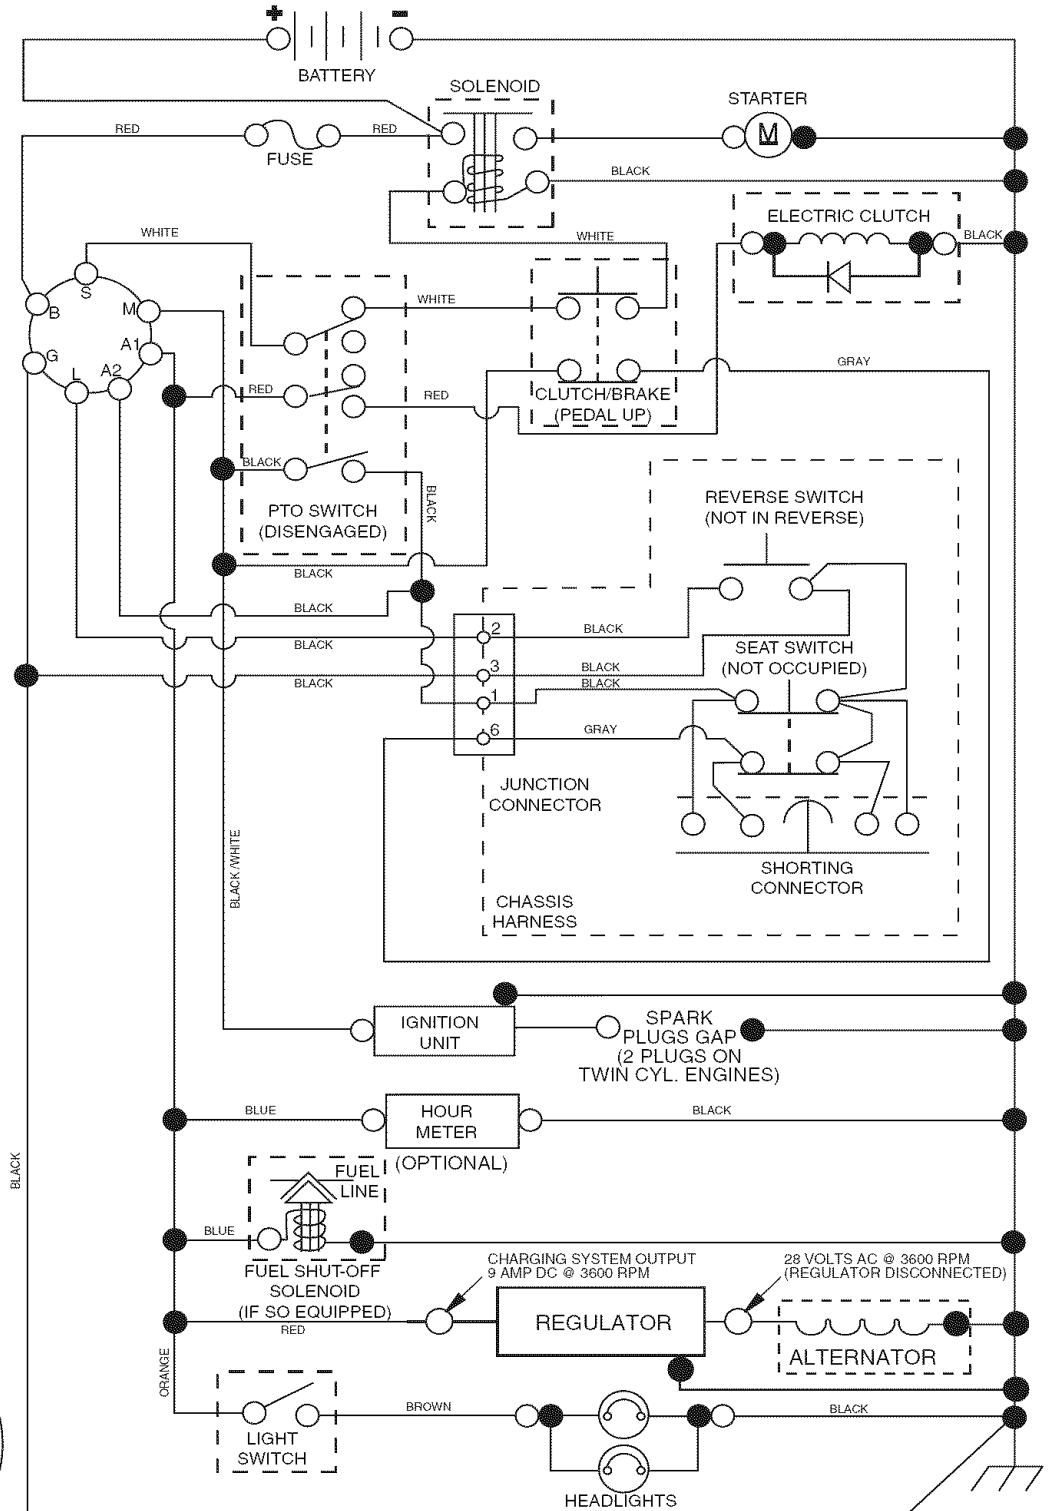 + -
BATTERY
SOLENOID
STARTER
M
RED
RED
FUSE
BLACK
ELECTRIC CLUTCH
BLACK
WHITE
WHITE
S
B
M
A1
G
L
A2
WHITE
GRAY
RED
RED
CLUTCH/BRAKE
(PEDAL UP)
BLACK
BLACK
PTO SWITCH
(DISENGAGED)
REVERSE SWITCH
(NOT IN REVERSE)
BLACK
BLACK
BLACK
2
BLACK
SEAT SWITCH
(NOT OCCUPIED)
3
BLACK
BLACK
BLACK
1
6
GRAY
JUNCTION
CONNECTOR
BLACK/WHITE
SHORTING
CONNECTOR
CHASSIS
HARNESS
IGNITION
UNIT
SPARK
PLUGS GAP
(2 PLUGS ON
TWIN CYL. ENGINES)
BLUE
HOUR
METER
BLACK
(OPTIONAL)
BLACK
FUEL
LINE
BLUE
FUEL SHUT-OFF
SOLENOID
(IF SO EQUIPPED)
CHARGING SYSTEM OUTPUT
9 AMP DC @ 3600 RPM
28 VOLTS AC @ 3600 RPM
(REGULATOR DISCONNECTED)
RED
REGULATOR
ALTERNATOR
ORANGE
BROWN
BLACK
LIGHT
SWITCH
HEADLIGHTS